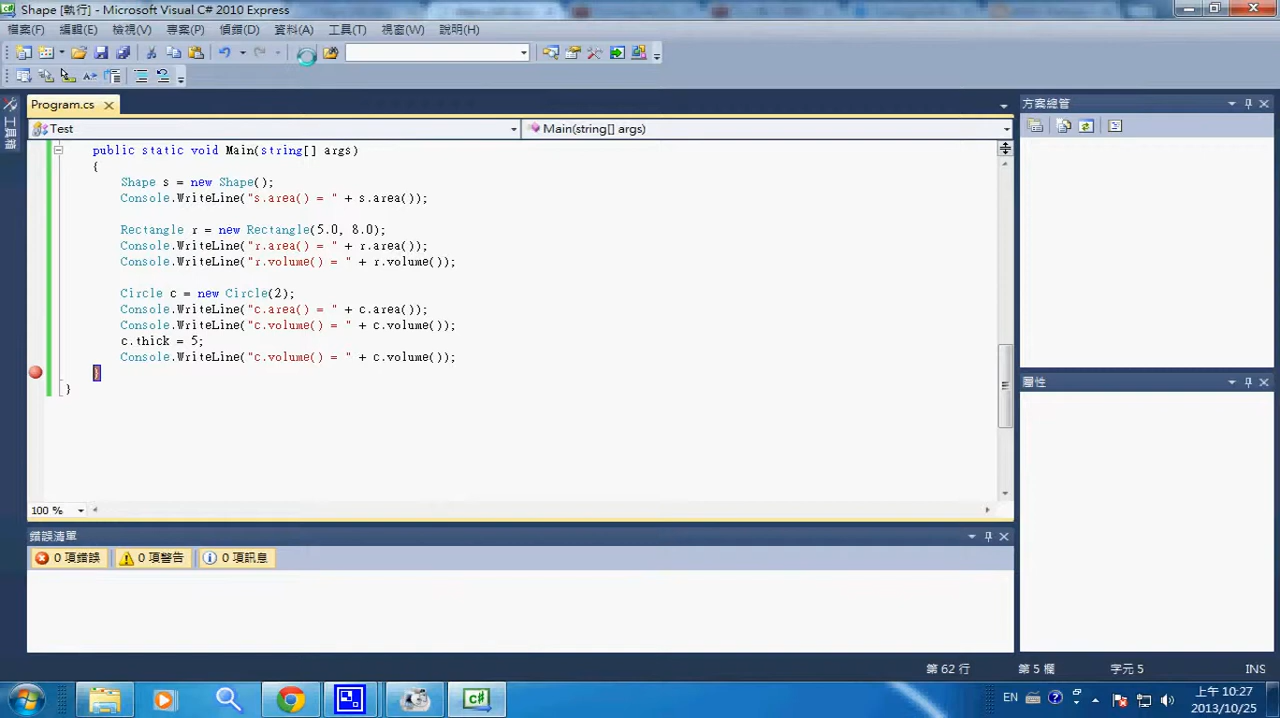 Shape [執行] - Microsoft Visual C# 2010 Express
檔案(F) 編輯(E) 檢視(V) 專案(P) 偵錯(D) 資料(A) 工具(T) 視窗(W) 說明(H)
Program.cs
方案總管
工具箱
Test
Main(string[] args)
public static void Main(string[] args)
{
Shape s = new Shape();
Console.WriteLine("s.area() = " + s.area());
Rectangle r = new Rectangle(5.0, 8.0);
Console.WriteLine("r.area() = " + r.area());
Console.WriteLine("r.volume() = " + r.volume());
Circle c = new Circle(2);
Console.WriteLine("c.area() = " + c.area());
Console.WriteLine("c.volume() = " + c.volume());
c.thick = 5;
Console.WriteLine("c.volume() = " + c.volume());
}
}
屬性
100 %
錯誤清單
0 項錯誤 0 項警告 0 項訊息
第 62 行 第 5 欄 字元 5 INS
EN
上午 10:27
2013/10/25